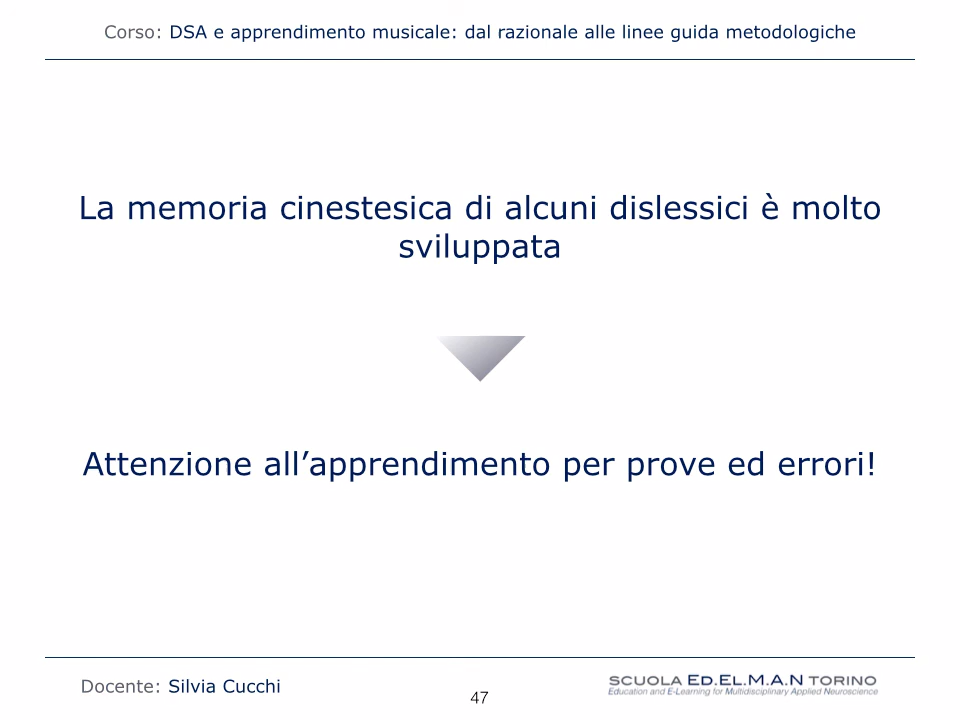 Corso: DSA e apprendimento musicale: dal razionale alle linee guida metodologiche
La memoria cinestesica di alcuni dislessici è molto
sviluppata
Attenzione all’apprendimento per prove ed errori!
Docente: Silvia Cucchi
47
SCUOLA ED.EL.M.A.N TORINO
Education and E-Learning for Multidisciplinary Applied Neuroscience